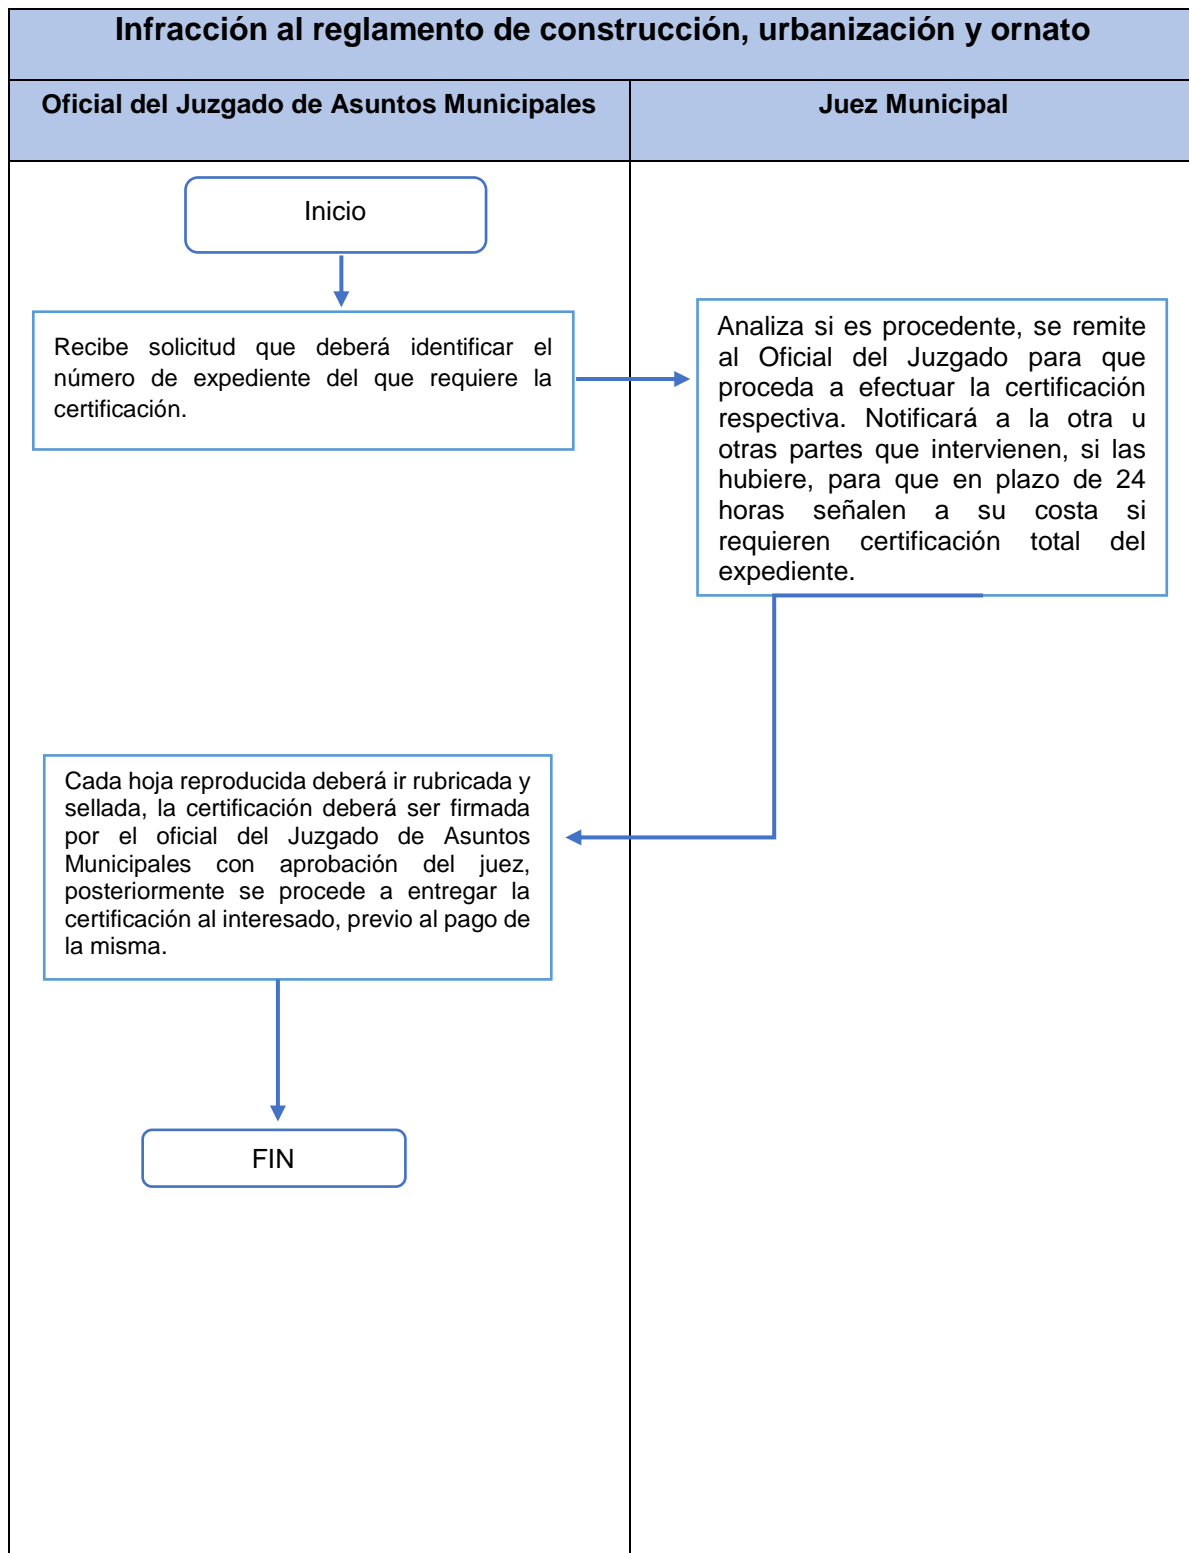 Infracción al reglamento de construcción, urbanización y ornato
Oficial del Juzgado de Asuntos Municipales
Juez Municipal
Inicio
Recibe solicitud que deberá identificar el
número de expediente del que requiere la
certificación.
Analiza si es procedente, se remite
al Oficial del Juzgado para que
proceda a efectuar la certificación
respectiva. Notificará a la otra u
otras partes que intervienen, si las
hubiere, para que en plazo de 24
horas señalen a su costa si
requieren certificación total del
expediente.
Cada hoja reproducida deberá ir rubricada y
sellada, la certificación deberá ser firmada
por el oficial del Juzgado de Asuntos
Municipales con aprobación del juez,
posteriormente se procede a entregar la
certificación al interesado, previo al pago de
la misma.
FIN